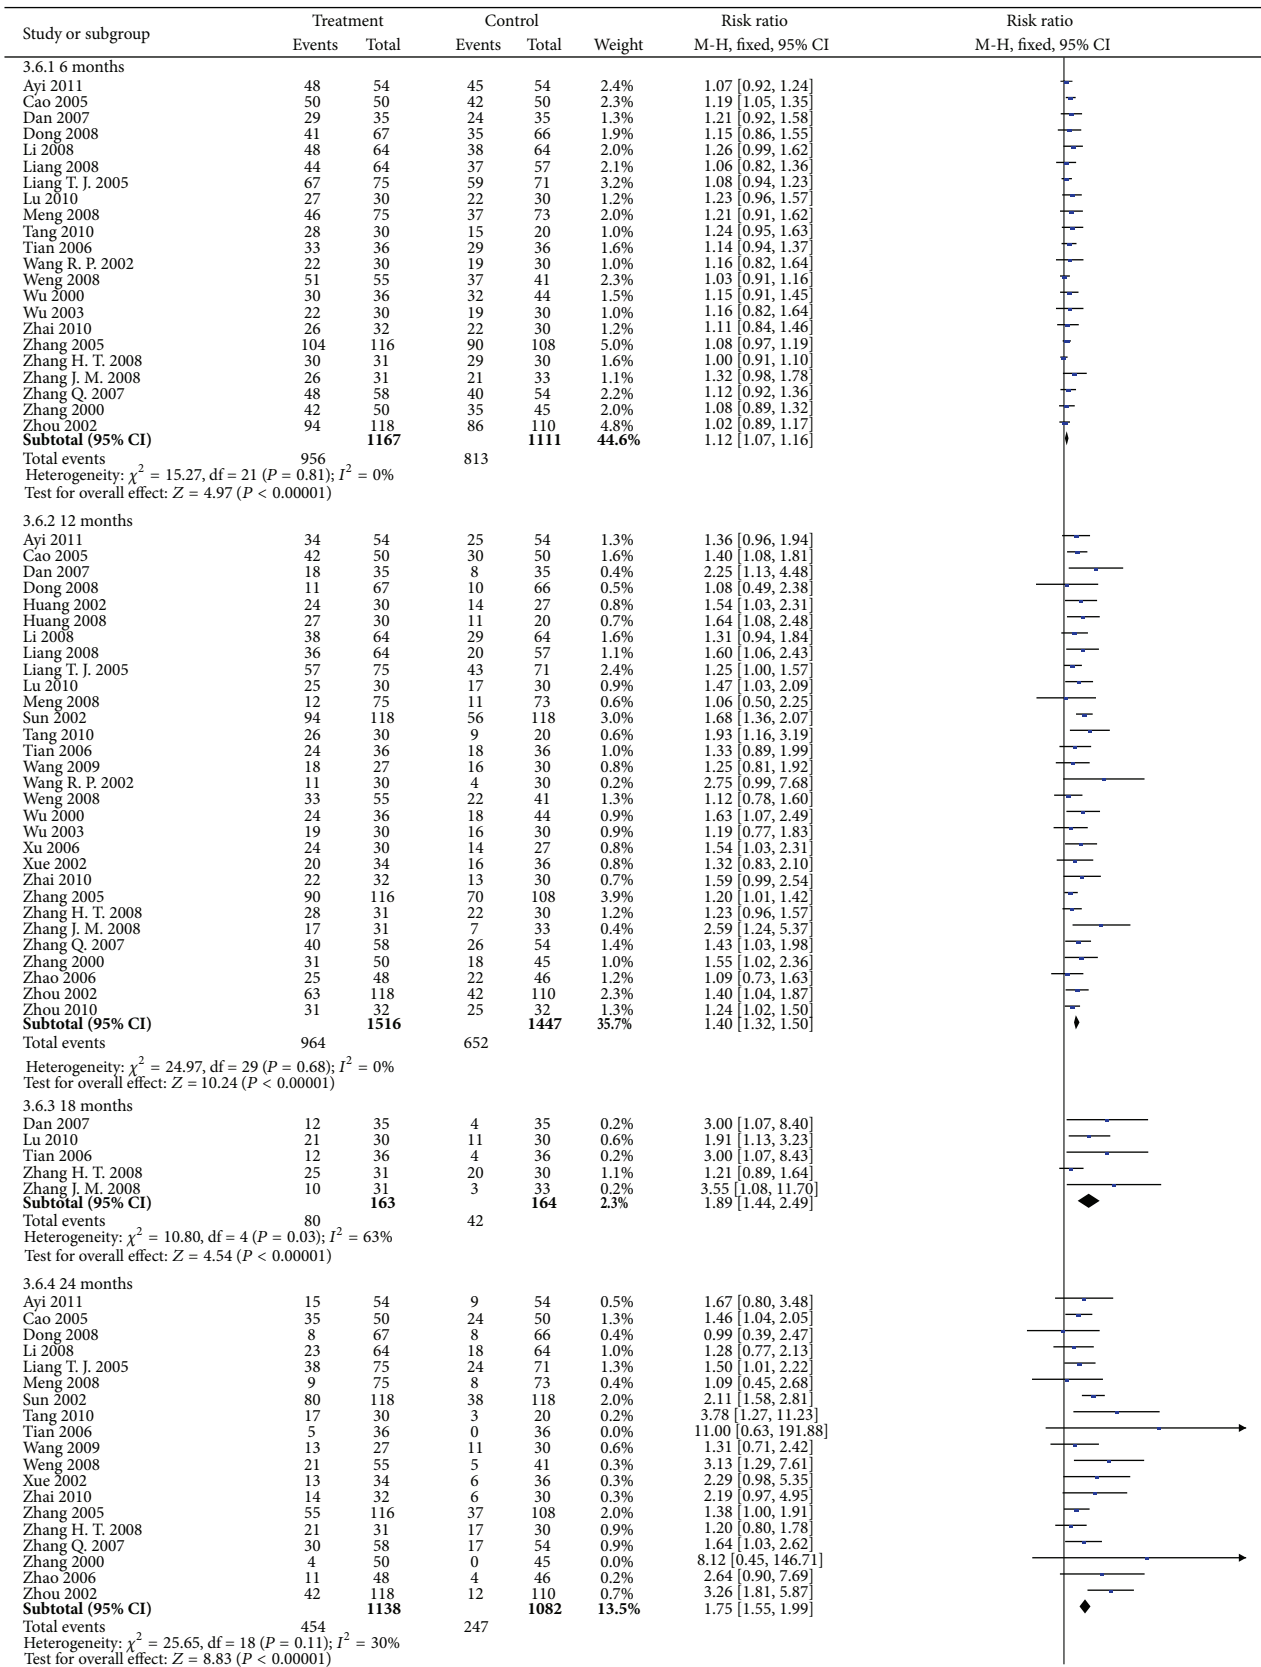 Study or subgroup Treatment Control Weight Risk ratio Risk ratio
Events Total Events Total M-H, fixed, 95% CI M-H, fixed, 95% CI
3.6.1 6 months
Ayi 2011 48 54 45 54 2.4% 1.07 [0.92, 1.24]
Cao 2005 50 50 42 50 2.3% 1.19 [1.05, 1.35]
Dan 2007 29 35 24 35 1.3% 1.21 [0.92, 1.58]
Dong 2008 41 67 35 66 1.9% 1.15 [0.86, 1.55]
Li 2008 48 64 38 64 2.0% 1.26 [0.99, 1.62]
Liang 2008 44 64 37 57 2.1% 1.06 [0.82, 1.36]
Liang T. J. 2005 67 75 59 71 3.2% 1.08 [0.94, 1.23]
Lu 2010 27 30 22 30 1.2% 1.23 [0.96, 1.57]
Meng 2008 46 75 37 73 2.0% 1.21 [0.91, 1.62]
Tang 2010 28 30 15 20 1.0% 1.24 [0.95, 1.63]
Tian 2006 33 36 29 36 1.6% 1.14 [0.94, 1.37]
Wang R. P. 2002 22 30 19 30 1.0% 1.16 [0.82, 1.64]
Weng 2008 51 55 37 41 2.3% 1.03 [0.91, 1.16]
Wu 2000 30 36 32 44 1.5% 1.15 [0.91, 1.45]
Wu 2003 22 30 19 30 1.0% 1.16 [0.82, 1.64]
Zhai 2010 26 32 22 30 1.2% 1.11 [0.84, 1.46]
Zhang 2005 104 116 90 108 5.0% 1.08 [0.97, 1.19]
Zhang H. T. 2008 30 31 29 30 1.6% 1.00 [0.91, 1.10]
Zhang J. M. 2008 26 31 21 33 1.1% 1.32 [0.98, 1.78]
Zhang Q. 2007 48 58 40 54 2.2% 1.12 [0.92, 1.36]
Zhang 2000 42 50 35 45 2.0% 1.08 [0.89, 1.32]
Zhou 2002 94 118 86 110 4.8% 1.02 [0.89, 1.17]
Subtotal (95% CI) 1167 1111 44.6% 1.12 [1.07, 1.16]
Total events 956 813
Heterogeneity: χ² = 15.27, df = 21 (P = 0.81); I² = 0%
Test for overall effect: Z = 4.97 (P < 0.00001)
3.6.2 12 months
Ayi 2011 34 54 25 54 1.3% 1.36 [0.96, 1.94]
Cao 2005 42 50 30 50 1.6% 1.40 [1.08, 1.81]
Dan 2007 18 35 8 35 0.4% 2.25 [1.13, 4.48]
Dong 2008 11 67 10 66 0.5% 1.08 [0.49, 2.38]
Huang 2002 24 30 14 27 0.8% 1.54 [1.03, 2.31]
Huang 2008 27 30 11 20 0.7% 1.64 [1.08, 2.48]
Li 2008 38 64 29 64 1.6% 1.31 [0.94, 1.84]
Liang 2008 36 64 20 57 1.1% 1.60 [1.06, 2.43]
Liang T. J. 2005 57 75 43 71 2.4% 1.25 [1.00, 1.57]
Lu 2010 25 30 17 30 0.9% 1.47 [1.03, 2.09]
Meng 2008 12 75 11 73 0.6% 1.06 [0.50, 2.25]
Sun 2002 94 118 56 118 3.0% 1.68 [1.36, 2.07]
Tang 2010 26 30 9 20 0.6% 1.93 [1.16, 3.19]
Tian 2006 24 36 18 36 1.0% 1.33 [0.89, 1.99]
Wang 2009 18 27 16 30 0.8% 1.25 [0.81, 1.92]
Wang R. P. 2002 11 30 4 30 0.2% 2.75 [0.99, 7.68]
Weng 2008 33 55 22 41 1.3% 1.12 [0.78, 1.60]
Wu 2000 24 36 18 44 0.9% 1.63 [1.07, 2.49]
Wu 2003 19 30 16 30 0.9% 1.19 [0.77, 1.83]
Xu 2006 24 30 14 27 0.8% 1.54 [1.03, 2.31]
Xue 2002 20 34 16 36 0.8% 1.32 [0.83, 2.10]
Zhai 2010 22 32 13 30 0.7% 1.59 [0.99, 2.54]
Zhang 2005 90 116 70 108 3.9% 1.20 [1.01, 1.42]
Zhang H. T. 2008 28 31 22 30 1.2% 1.23 [0.96, 1.57]
Zhang J. M. 2008 17 31 7 33 0.4% 2.59 [1.24, 5.37]
Zhang Q. 2007 40 58 26 54 1.4% 1.43 [1.03, 1.98]
Zhang 2000 31 50 18 45 1.0% 1.55 [1.02, 2.36]
Zhao 2006 25 48 22 46 1.2% 1.09 [0.73, 1.63]
Zhou 2002 63 118 42 110 2.3% 1.40 [1.04, 1.87]
Zhou 2010 31 32 25 32 1.3% 1.24 [1.02, 1.50]
Subtotal (95% CI) 1516 1447 35.7% 1.40 [1.32, 1.50]
Total events 964 652
Heterogeneity: χ² = 24.97, df = 29 (P = 0.68); I² = 0%
Test for overall effect: Z = 10.24 (P < 0.00001)
3.6.3 18 months
Dan 2007 12 35 4 35 0.2% 3.00 [1.07, 8.40]
Lu 2010 21 30 11 30 0.6% 1.91 [1.13, 3.23]
Tian 2006 12 36 4 36 0.2% 3.00 [1.07, 8.43]
Zhang H. T. 2008 25 31 20 30 1.1% 1.21 [0.89, 1.64]
Zhang J. M. 2008 10 31 3 33 0.2% 3.55 [1.08, 11.70]
Subtotal (95% CI) 163 164 2.3% 1.89 [1.44, 2.49]
Total events 80 42
Heterogeneity: χ² = 10.80, df = 4 (P = 0.03); I² = 63%
Test for overall effect: Z = 4.54 (P < 0.00001)
3.6.4 24 months
Ayi 2011 15 54 9 54 0.5% 1.67 [0.80, 3.48]
Cao 2005 35 50 24 50 1.3% 1.46 [1.04, 2.05]
Dong 2008 8 67 8 66 0.4% 0.99 [0.39, 2.47]
Li 2008 23 64 18 64 1.0% 1.28 [0.77, 2.13]
Liang T. J. 2005 38 75 24 71 1.3% 1.50 [1.01, 2.22]
Meng 2008 9 75 8 73 0.4% 1.09 [0.45, 2.68]
Sun 2002 80 118 38 118 2.0% 2.11 [1.58, 2.81]
Tang 2010 17 30 3 20 0.2% 3.78 [1.27, 11.23]
Tian 2006 5 36 0 36 0.0% 11.00 [0.63, 191.88]
Wang 2009 13 27 11 30 0.6% 1.31 [0.71, 2.42]
Weng 2008 21 55 5 41 0.3% 3.13 [1.29, 7.61]
Xue 2002 13 34 6 36 0.3% 2.29 [0.98, 5.35]
Zhai 2010 14 32 6 30 0.3% 2.19 [0.97, 4.95]
Zhang 2005 55 116 37 108 2.0% 1.38 [1.00, 1.91]
Zhang H. T. 2008 21 31 17 30 0.9% 1.20 [0.80, 1.78]
Zhang Q. 2007 30 58 17 54 0.9% 1.64 [1.03, 2.62]
Zhang 2000 4 50 0 45 0.0% 8.12 [0.45, 146.71]
Zhao 2006 11 48 4 46 0.2% 2.64 [0.90, 7.69]
Zhou 2002 42 118 12 110 0.7% 3.26 [1.81, 5.87]
Subtotal (95% CI) 1138 1082 13.5% 1.75 [1.55, 1.99]
Total events 454 247
Heterogeneity: χ² = 25.65, df = 18 (P = 0.11); I² = 30%
Test for overall effect: Z = 8.83 (P < 0.00001)